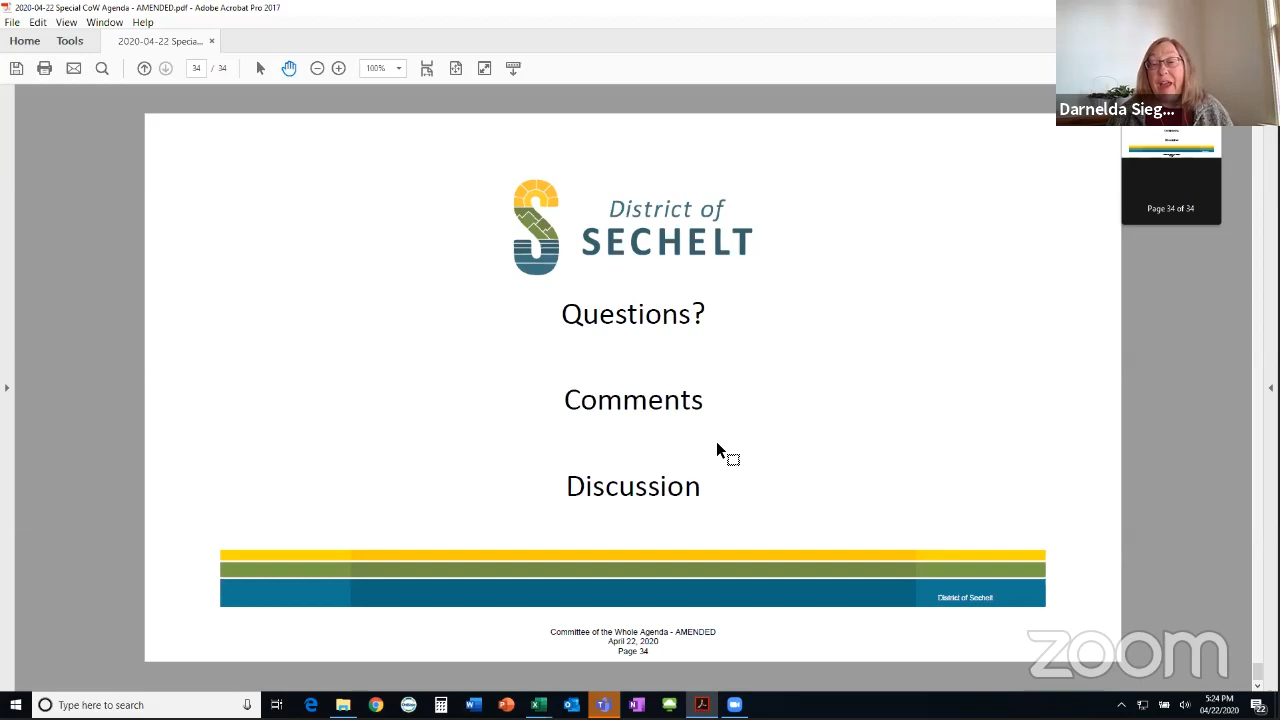 2020-04-22 Special CoW Agenda - AMENDED.pdf - Adobe Acrobat Pro 2017
File Edit View Window Help
Home Tools 2020-04-22 Specia... ×
34 / 34 100%
Darnelda Sieg...
Page 34 of 34
District of
SECHELT
Questions?
Comments
Discussion
District of Sechelt
Committee of the Whole Agenda - AMENDED
April 22, 2020
Page 34
zoom
Type here to search
5:24 PM
04/22/2020
22